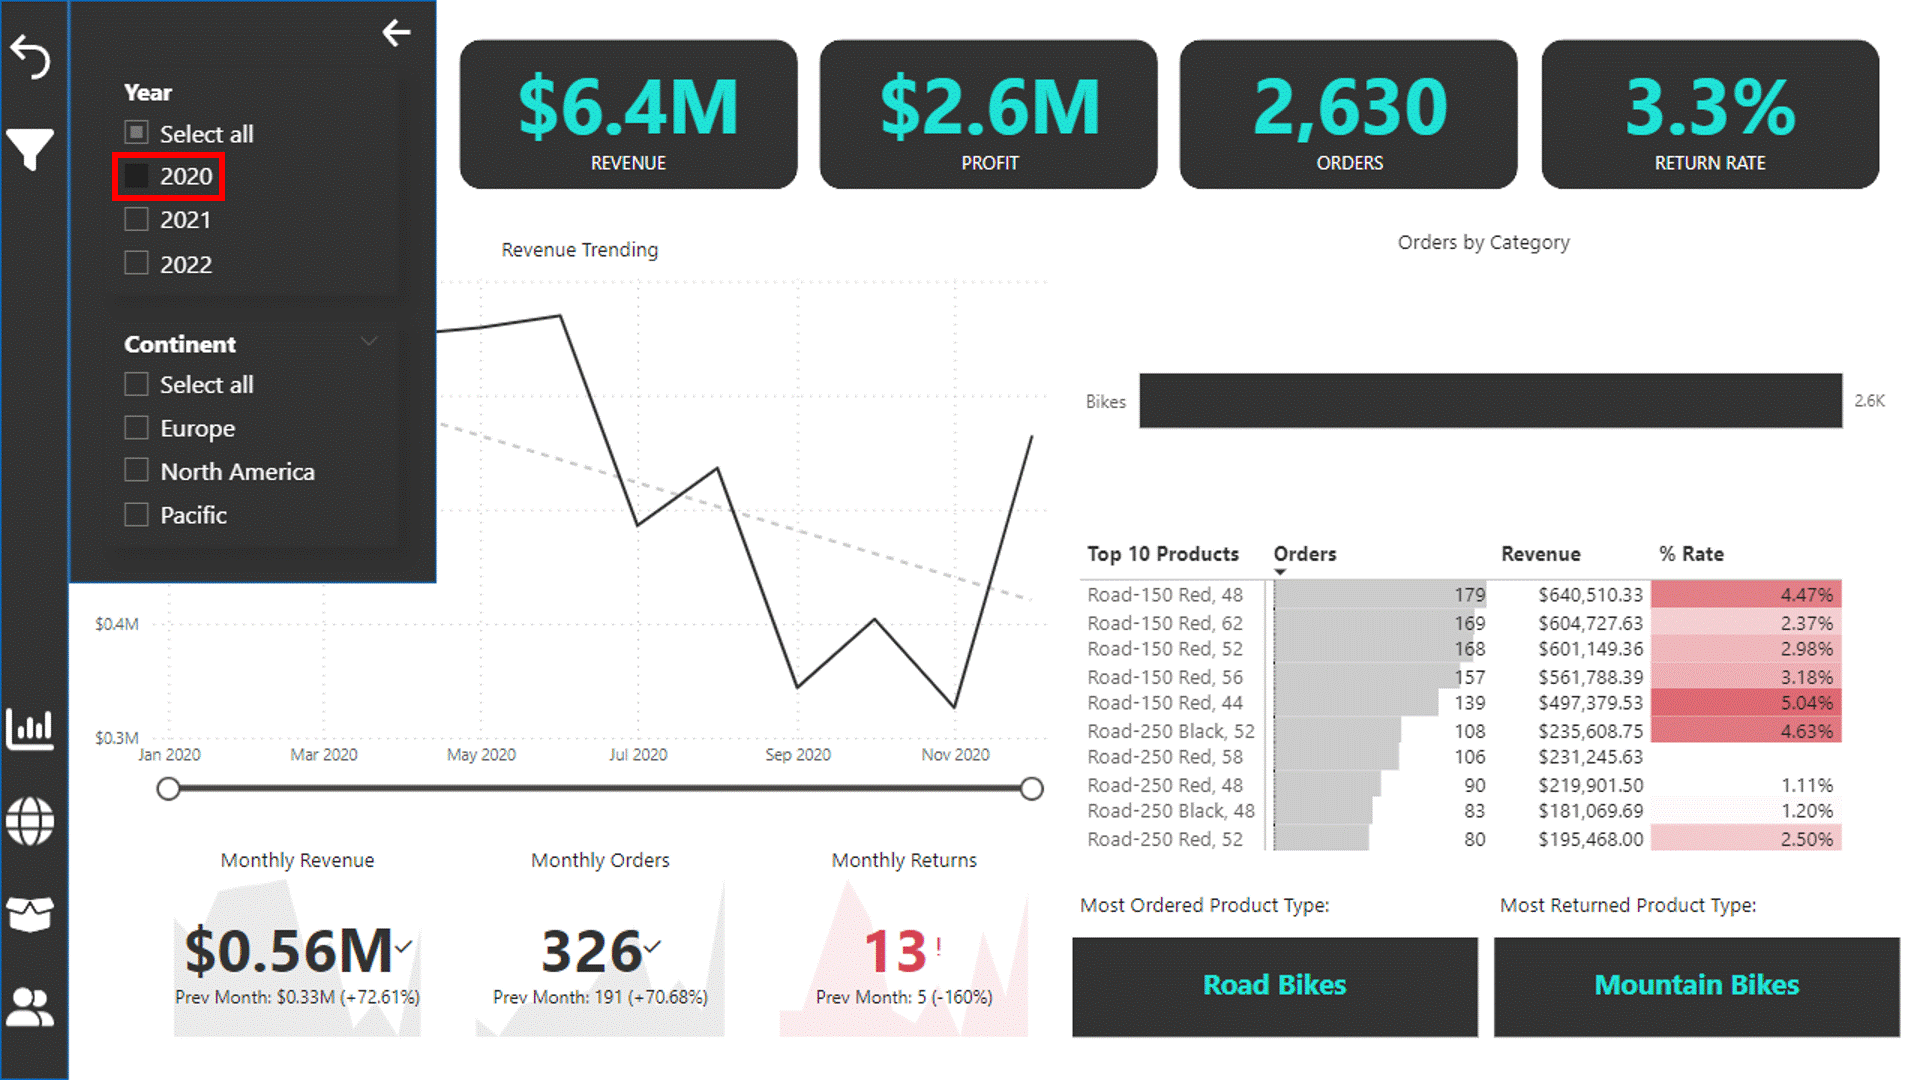 Year
Select all
2020
2021
2022
Continent
Select all
Europe
North America
Pacific
$6.4M
REVENUE
$2.6M
PROFIT
2,630
ORDERS
3.3%
RETURN RATE
Revenue Trending
$0.4M
$0.3M
Jan 2020 Mar 2020 May 2020 Jul 2020 Sep 2020 Nov 2020
Orders by Category
Bikes 2.6K
Top 10 Products Orders Revenue % Rate
Road-150 Red, 48 179 $640,510.33 4.47%
Road-150 Red, 62 169 $604,727.63 2.37%
Road-150 Red, 52 168 $601,149.36 2.98%
Road-150 Red, 56 157 $561,788.39 3.18%
Road-150 Red, 44 139 $497,379.53 5.04%
Road-250 Black, 52 108 $235,608.75 4.63%
Road-250 Red, 58 106 $231,245.63
Road-250 Red, 48 90 $219,901.50 1.11%
Road-250 Black, 48 83 $181,069.69 1.20%
Road-250 Red, 52 80 $195,468.00 2.50%
Monthly Revenue
$0.56M
Prev Month: $0.33M (+72.61%)
Monthly Orders
326
Prev Month: 191 (+70.68%)
Monthly Returns
13 !
Prev Month: 5 (-160%)
Most Ordered Product Type:
Road Bikes
Most Returned Product Type:
Mountain Bikes